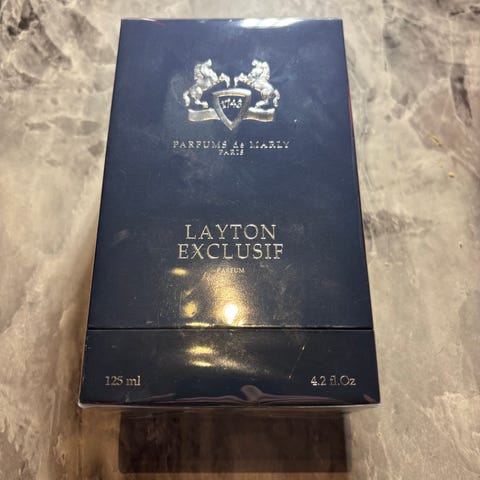 1743
PARFUMS de MARLY
PARIS
LAYTON
EXCLUSIF
PARFUM
125 ml
4.2 fl.Oz